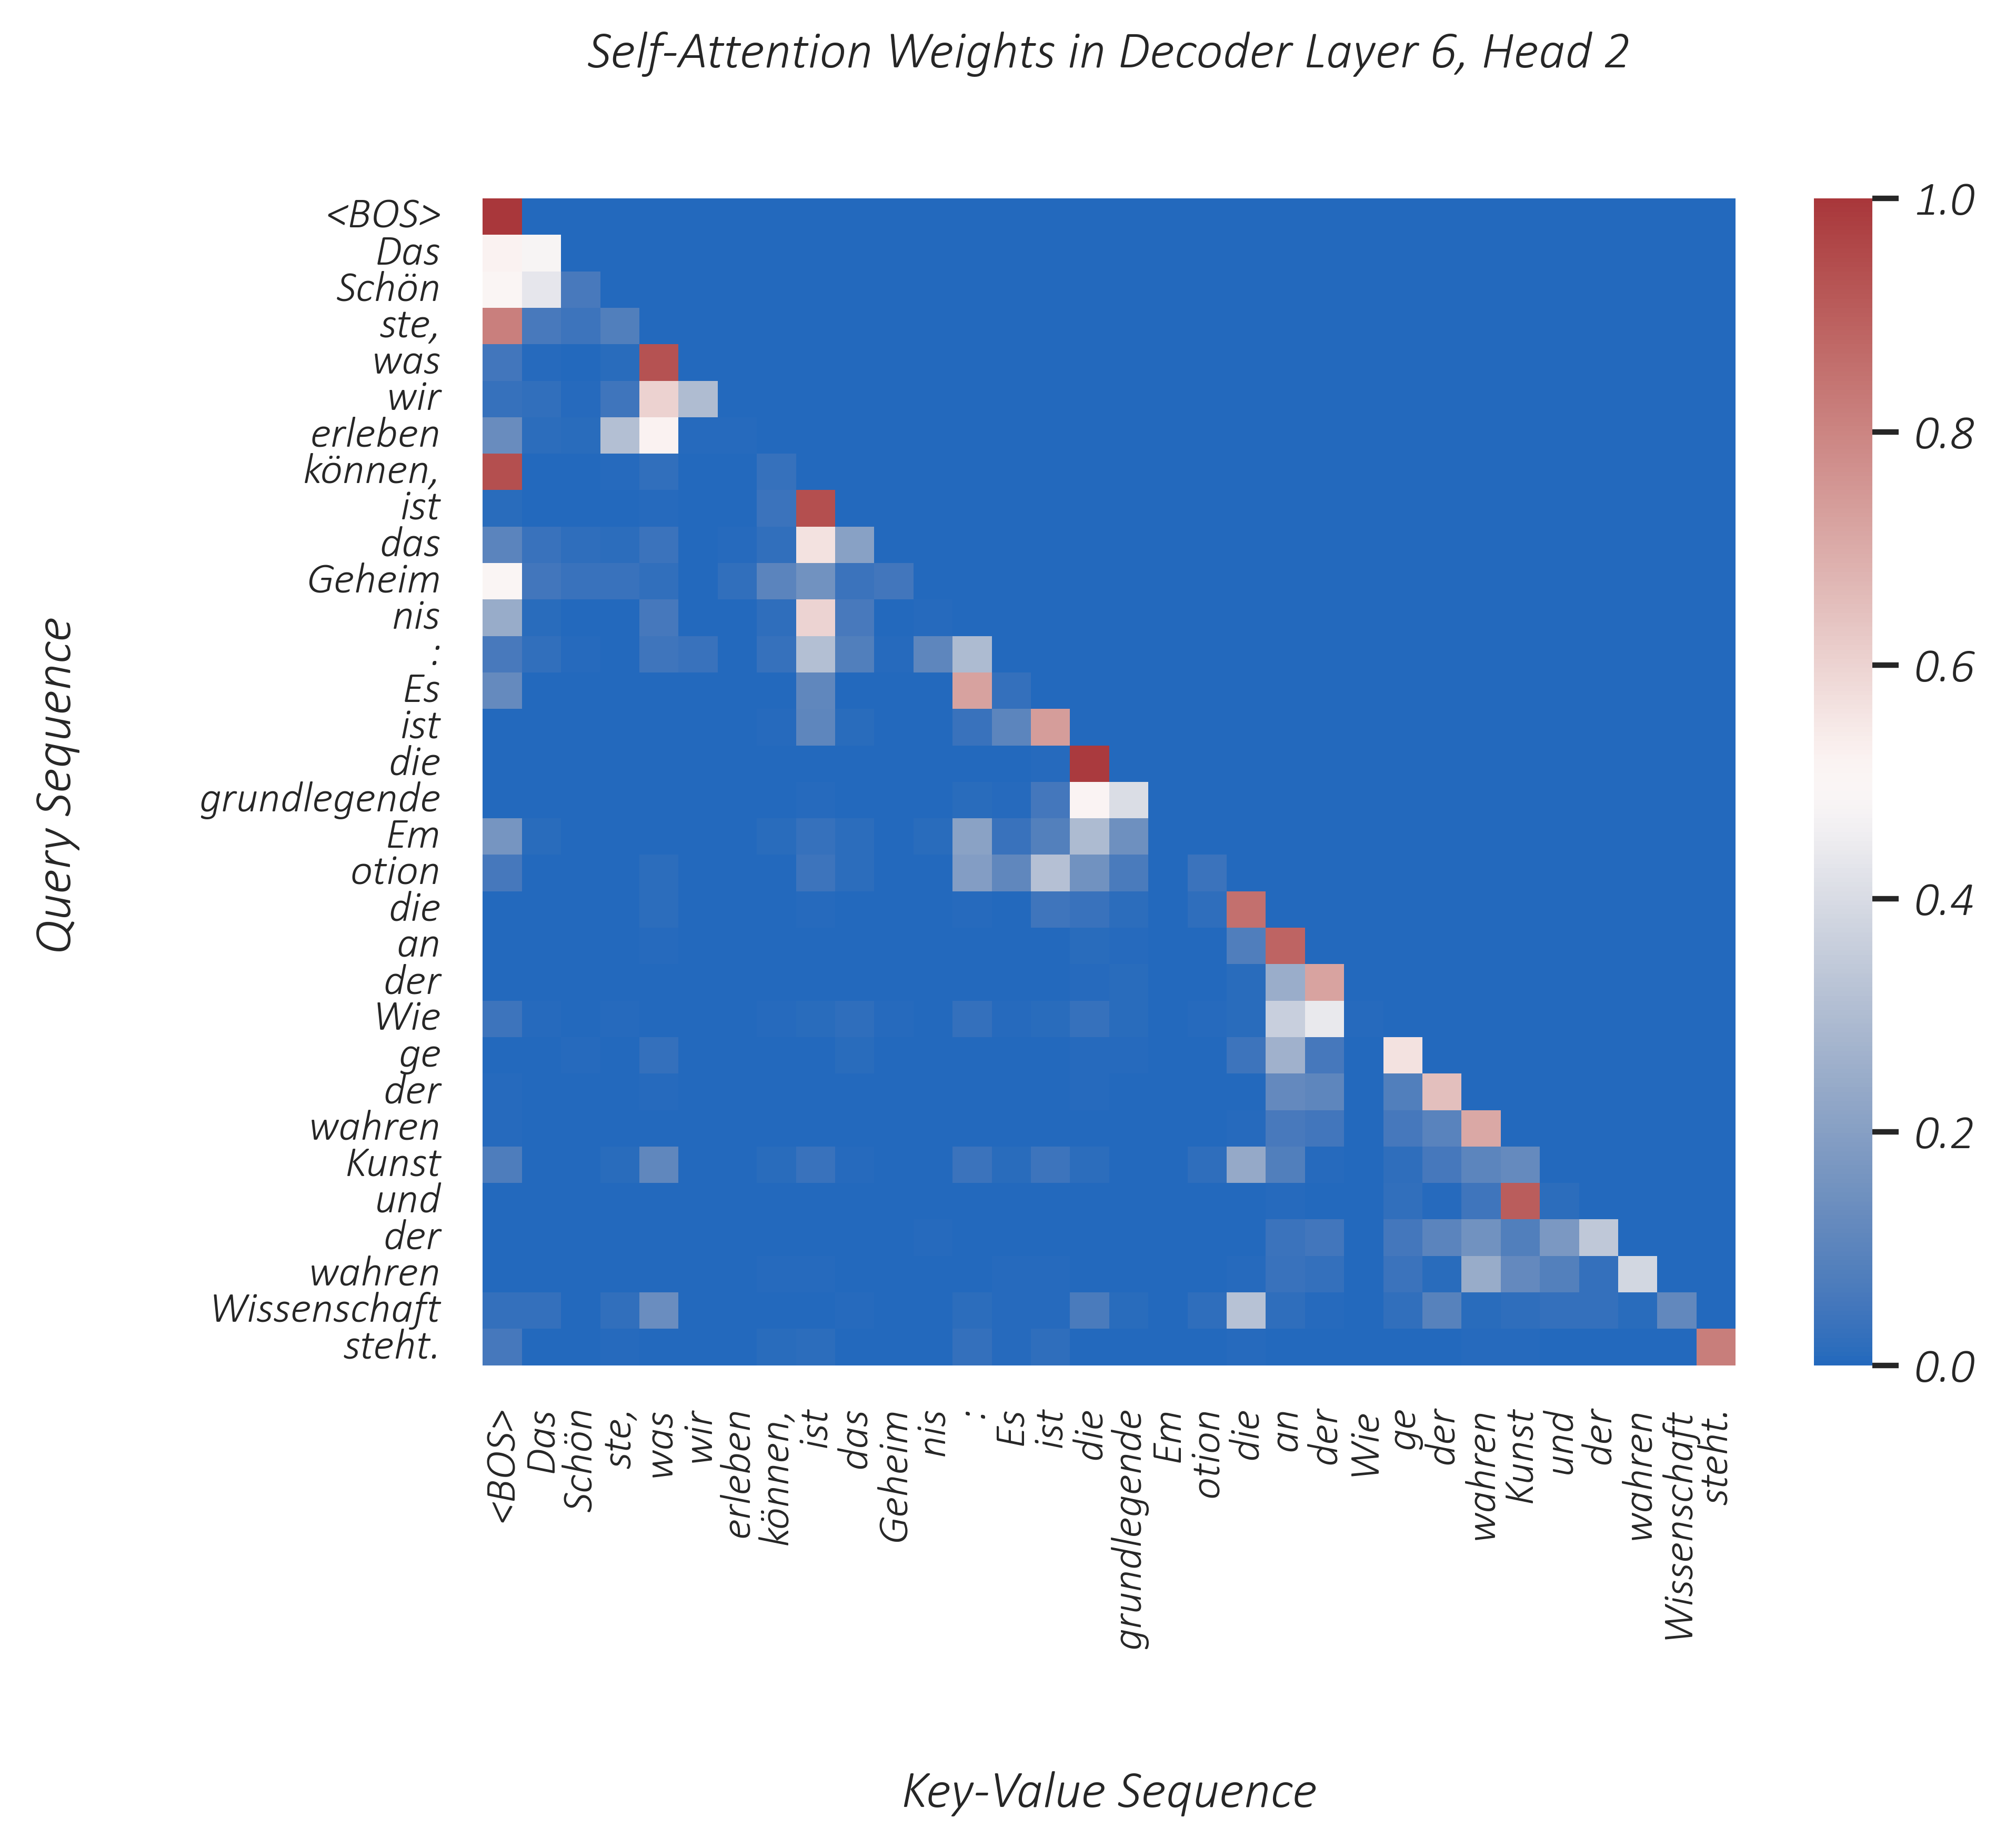 Self-Attention Weights in Decoder Layer 6, Head 2
Query Sequence
<BOS>
Das
Schön
ste,
was
wir
erleben
können,
ist
das
Geheim
nis
:
Es
ist
die
grundlegende
Em
otion
die
an
der
Wie
ge
der
wahren
Kunst
und
der
wahren
Wissenschaft
steht.
1.0
0.8
0.6
0.4
0.2
0.0
<BOS>
Das
Schön
ste,
was
wir
erleben
können,
ist
das
Geheim
nis
:
Es
ist
die
grundlegende
Em
otion
die
an
der
Wie
ge
der
wahren
Kunst
und
der
wahren
Wissenschaft
steht.
Key-Value Sequence